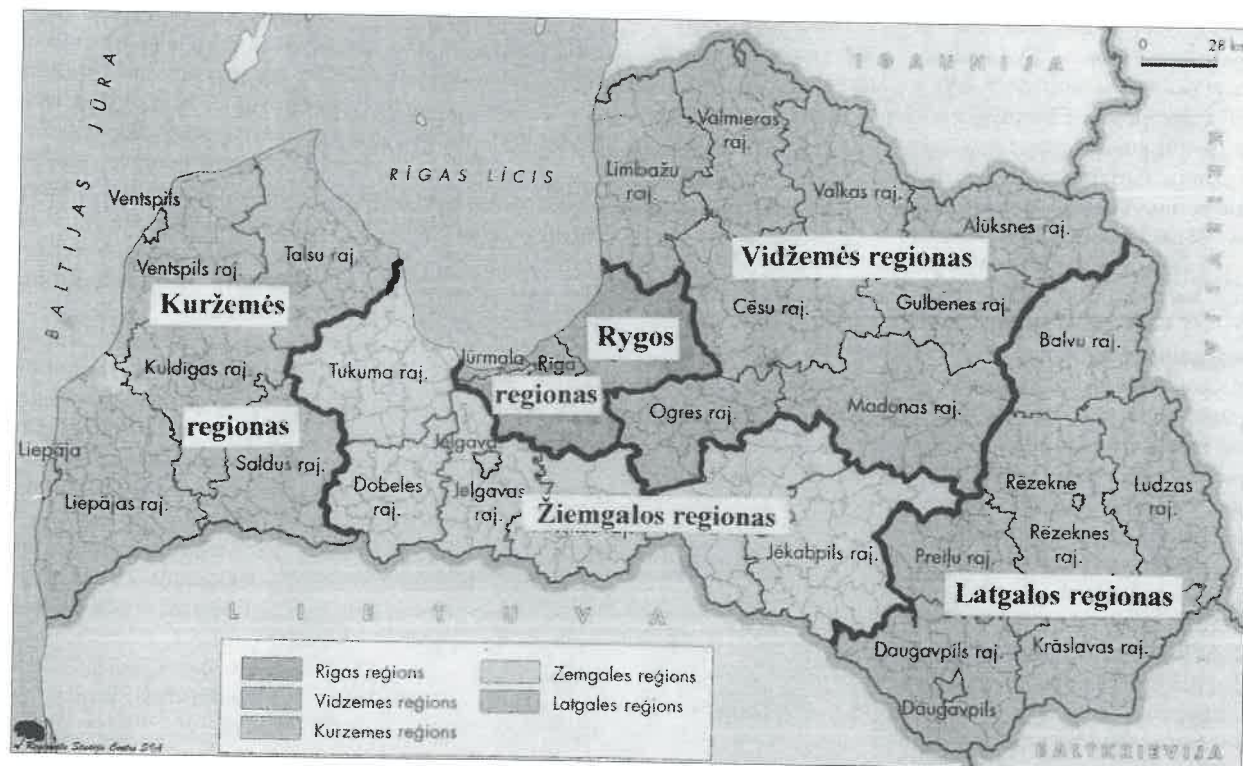 0 28 km
IGAUNIJA
BALTIJAS JŪRA
RĪGAS LĪCIS
Valmieras
raj.
Limbažu
raj.
Valkas raj.
Alūksnes raj.
Ventspils
Talsu raj.
Ventspils raj.
Vidžemės regionas
Kuržemės
Cēsu raj.
Gulbenes raj.
Rygos
Balvu raj.
Jūrmala
Rīga
Kuldīgas raj.
Tukuma raj.
regionas
Ogres raj.
Madonas raj.
regionas
Jelgava
Liepāja
Saldus raj.
Dobeles
raj.
Jelgavas
raj.
Liepājas raj.
Žiemgalos regionas
Rēzekne
Ludzas
raj.
Jēkabpils raj.
Preiļu raj.
Rēzeknes
raj.
Latgalos regionas
LIETUVA
Daugavpils raj.
Krāslavas raj.
Daugavpils
Rīgas reģions
Zemgales reģions
Vidzemes reģions
Latgales reģions
Kurzemes reģions
BALTKRIEVIJA